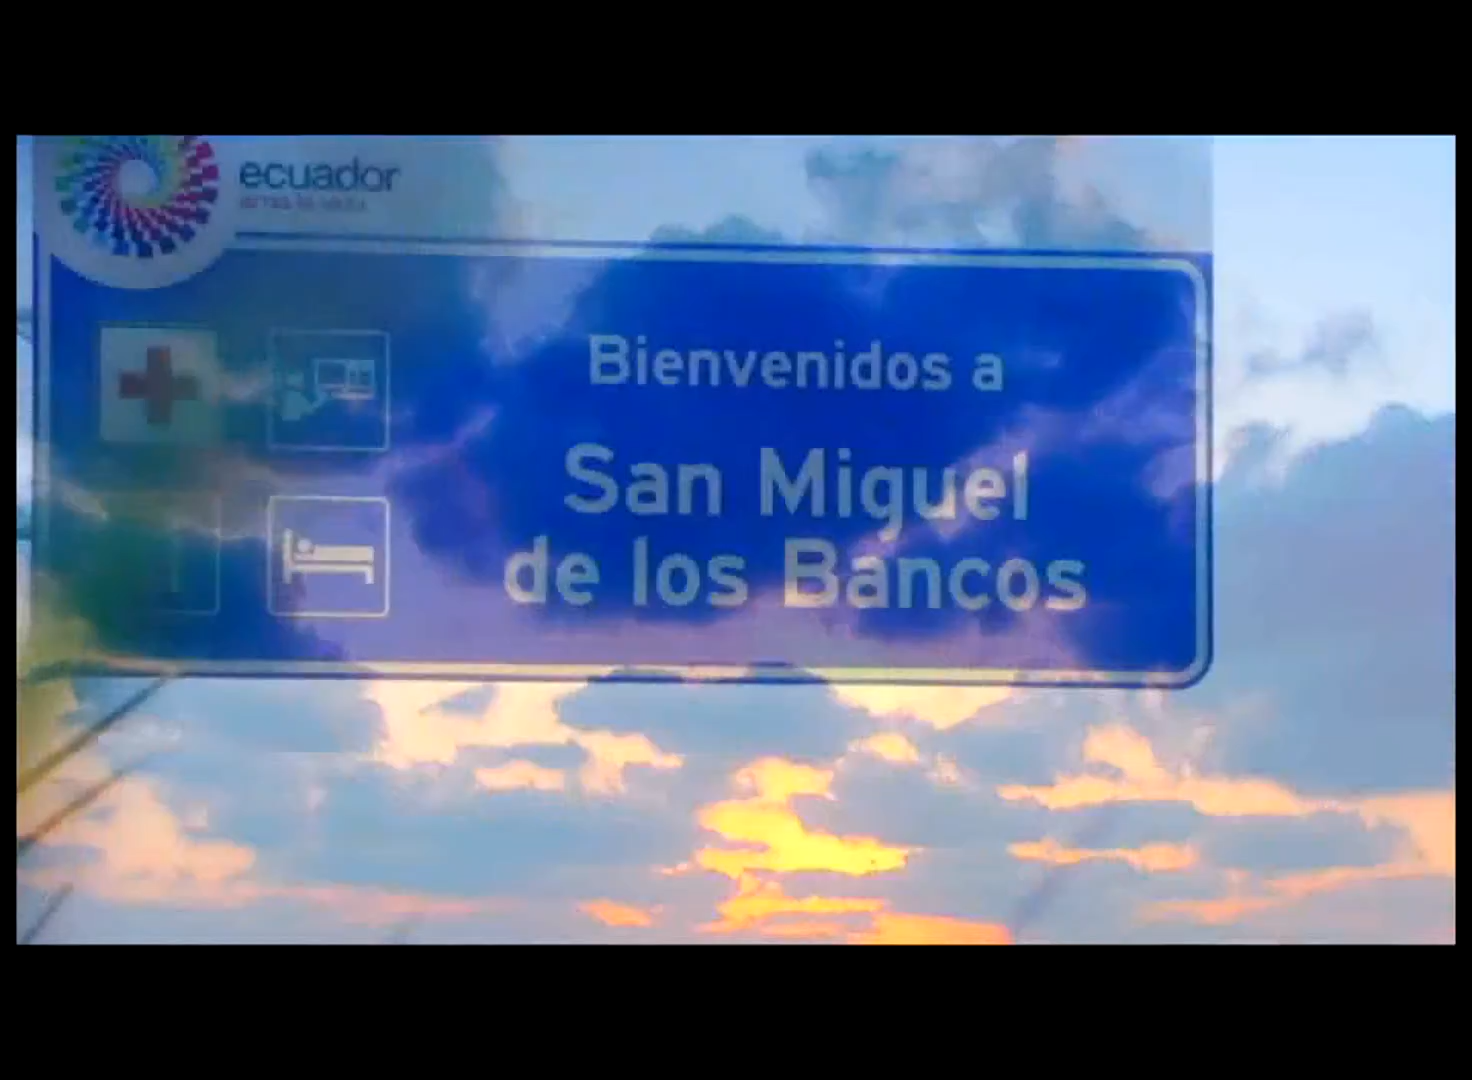 ecuador
Bienvenidos a
San Miguel
de los Bancos